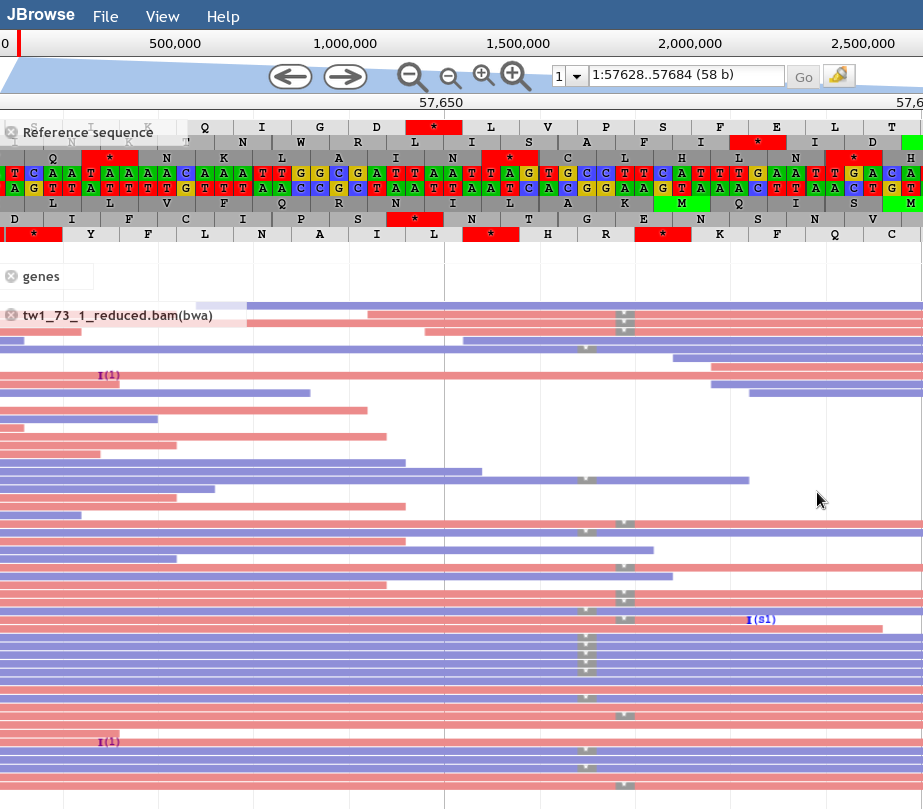 JBrowse File View Help
0 500,000 1,000,000 1,500,000 2,000,000 2,500,000
1 1:57628..57684 (58 b) Go
57,650 57,6
S I K Q I G D * L V P S F E L T
Reference sequence
N K T N W R L I S A F I * I D
Q * N K L A I N * C L H L N * H
T C A A T A A A A C A A A T T G G C G A T T A A T T A G T G C C T T C A T T T G A A T T G A C A
A G T T A T T T T G T T T A A C C G C T A A T T A A T C A C G G A A G T A A A C T T A A C T G T
L L V F Q R N I L A K M Q I S M
D I F C I P S * N T G E N S N V
* Y F L N A I L * H R * K F Q C
genes
tw1_73_1_reduced.bam(bwa)
I(1)
I(S1)
I(1)